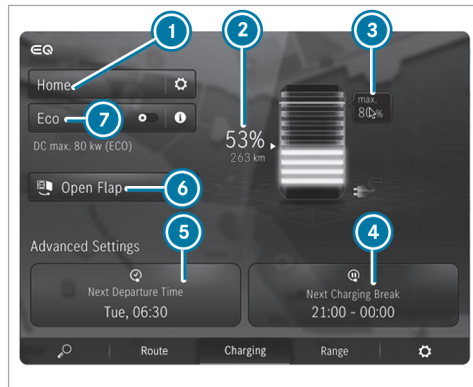 EQ
1
2
3
Home
Eco
7
DC max. 80 kw (ECO)
53%
263 km
max.
80%
Open Flap
6
Advanced Settings
5
4
Next Departure Time
Tue, 06:30
Next Charging Break
21:00 - 00:00
Route
Charging
Range